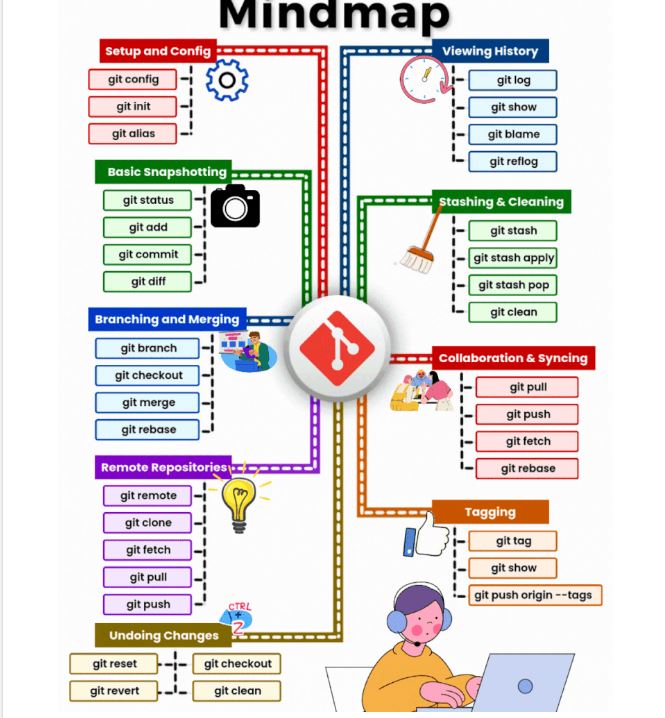 Mindmap
Setup and Config
git config
git init
git alias
Basic Snapshotting
git status
git add
git commit
git diff
Branching and Merging
git branch
git checkout
git merge
git rebase
Remote Repositories
git remote
git clone
git fetch
git pull
git push
CTRL
+
Z
Undoing Changes
git reset
git checkout
git revert
git clean
Viewing History
git log
git show
git blame
git reflog
Stashing & Cleaning
git stash
git stash apply
git stash pop
git clean
Collaboration & Syncing
git pull
git push
git fetch
git rebase
Tagging
git tag
git show
git push origin --tags